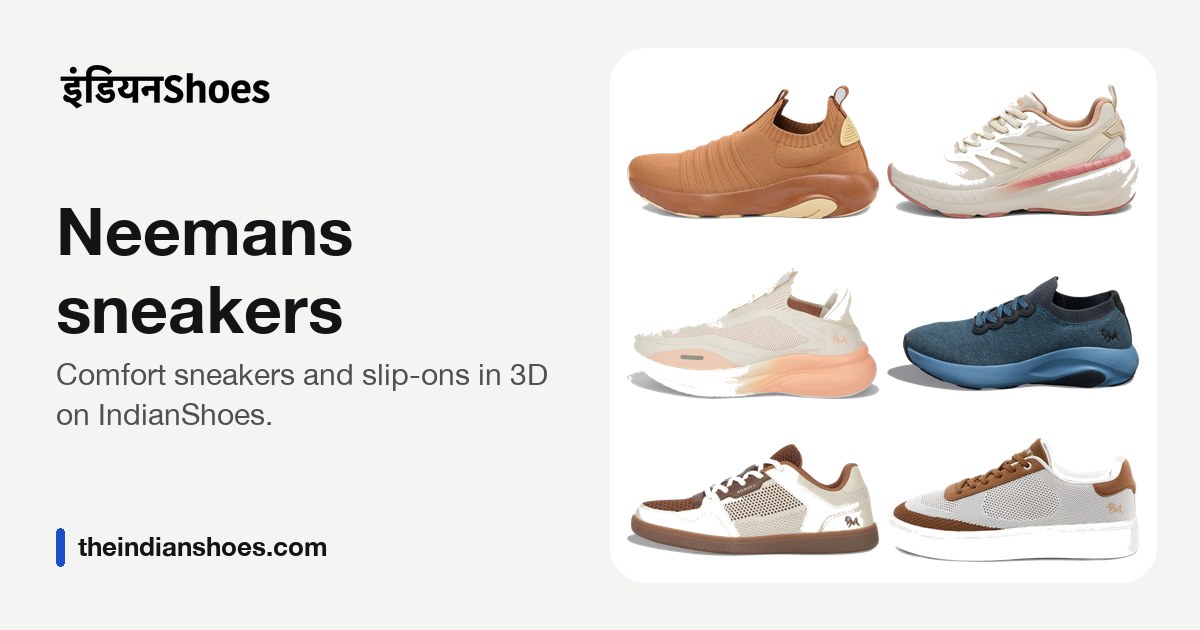 इंडियनShoes
Neemans
sneakers
Comfort sneakers and slip-ons in 3D
on IndianShoes.
theindianshoes.com